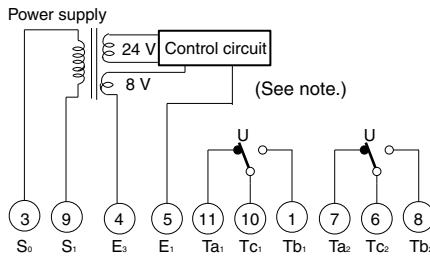 Power supply
24 V
Control circuit
8 V
(See note.)
U U
3 9 4 5 11 10 1 7 6 8
S₀ S₁ E₃ E₁ Ta₁ Tc₁ Tb₁ Ta₂ Tc₂ Tb₂